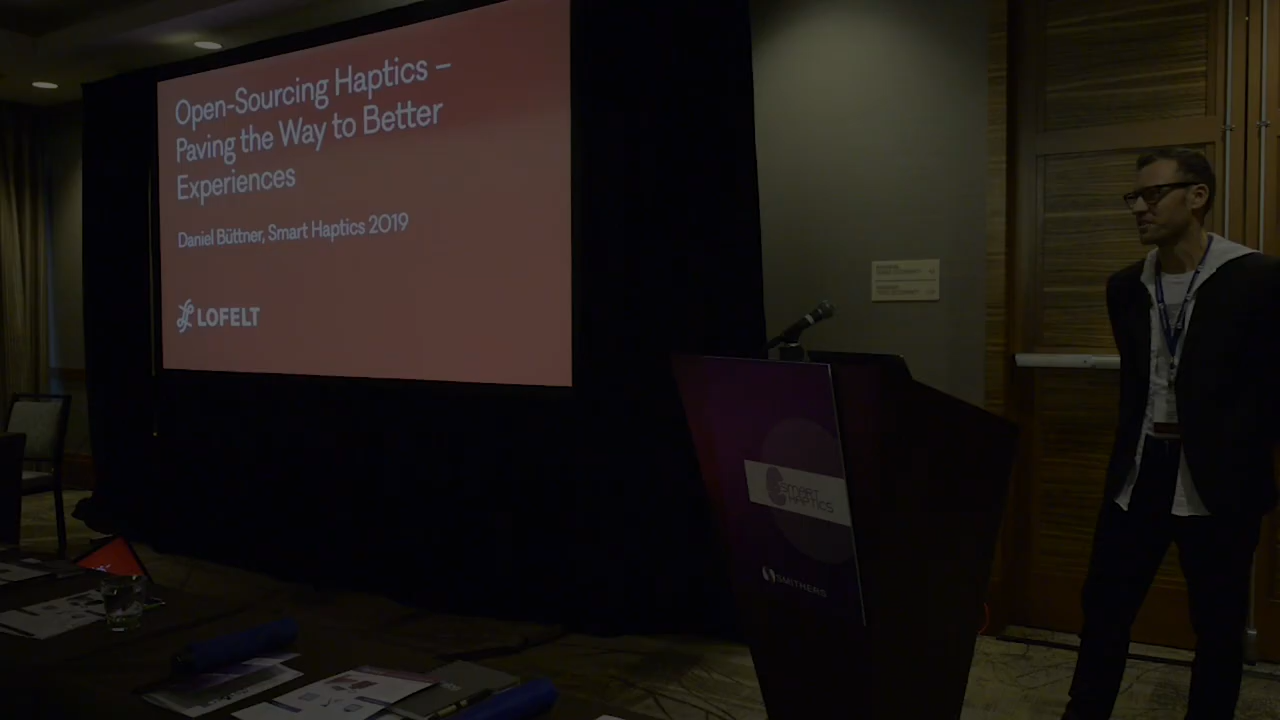 Open-Sourcing Haptics –
Paving the Way to Better
Experiences
Daniel Büttner, Smart Haptics 2019
LOFELT
SMART
HAPTICS
SMITHERS